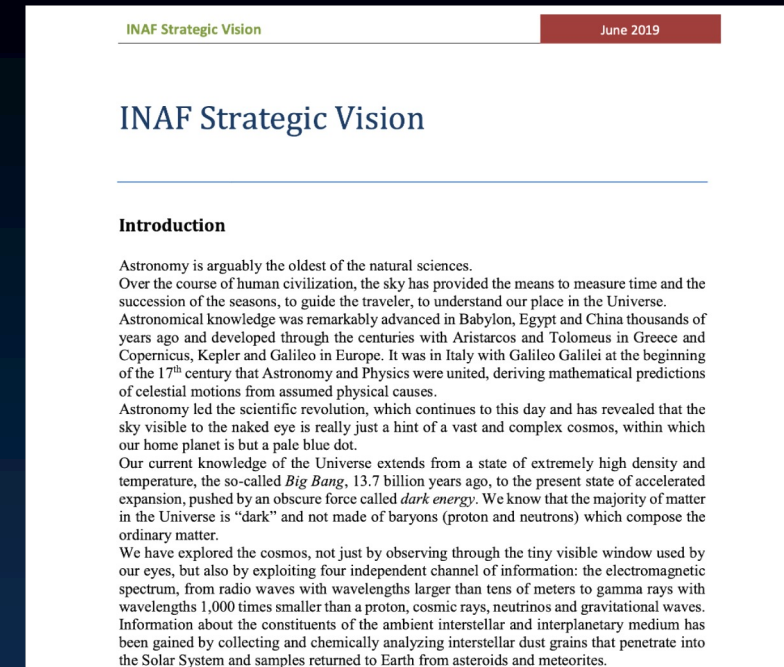 INAF Strategic Vision
June 2019
INAF Strategic Vision
Introduction
Astronomy is arguably the oldest of the natural sciences.
Over the course of human civilization, the sky has provided the means to measure time and the
succession of the seasons, to guide the traveler, to understand our place in the Universe.
Astronomical knowledge was remarkably advanced in Babylon, Egypt and China thousands of
years ago and developed through the centuries with Aristarcos and Tolomeus in Greece and
Copernicus, Kepler and Galileo in Europe. It was in Italy with Galileo Galilei at the beginning
of the 17th century that Astronomy and Physics were united, deriving mathematical predictions
of celestial motions from assumed physical causes.
Astronomy led the scientific revolution, which continues to this day and has revealed that the
sky visible to the naked eye is really just a hint of a vast and complex cosmos, within which
our home planet is but a pale blue dot.
Our current knowledge of the Universe extends from a state of extremely high density and
temperature, the so-called Big Bang, 13.7 billion years ago, to the present state of accelerated
expansion, pushed by an obscure force called dark energy. We know that the majority of matter
in the Universe is “dark” and not made of baryons (proton and neutrons) which compose the
ordinary matter.
We have explored the cosmos, not just by observing through the tiny visible window used by
our eyes, but also by exploiting four independent channel of information: the electromagnetic
spectrum, from radio waves with wavelengths larger than tens of meters to gamma rays with
wavelengths 1,000 times smaller than a proton, cosmic rays, neutrinos and gravitational waves.
Information about the constituents of the ambient interstellar and interplanetary medium has
been gained by collecting and chemically analyzing interstellar dust grains that penetrate into
the Solar System and samples returned to Earth from asteroids and meteorites.